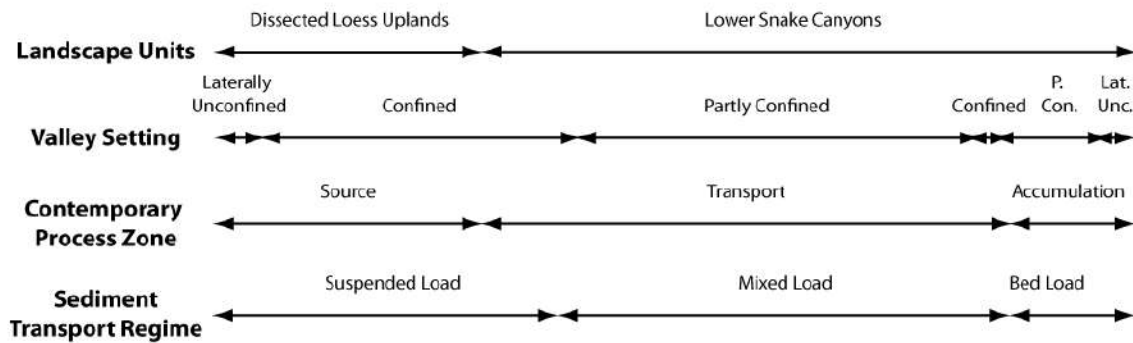 Dissected Loess Uplands Lower Snake Canyons
Landscape Units
Laterally P. Lat.
Unconfined Confined Partly Confined Confined Con. Unc.
Valley Setting
Source Transport Accumulation
Contemporary
Process Zone
Suspended Load Mixed Load Bed Load
Sediment
Transport Regime